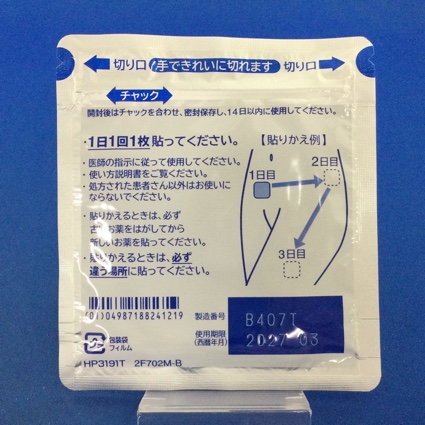 切り口 手できれいに切れます 切り口
チャック
開封後はチャックを合わせ、密封保存し、14日以内に使用してください。
・1日1回1枚貼ってください。
・医師の指示に従って使用してください。
・使い方説明書をご覧ください。
・処方された患者さん以外はお使いに
ならないでください。
・貼りかえるときは、必ず
古いお薬をはがしてから
新しいお薬を貼ってください。
・貼りかえるときは、必ず
違う場所に貼ってください。
【貼りかえ例】
1日目
2日目
3日目
(01)04987188241219
製造番号
B407T
使用期限
(西暦年月)
2027.03
プラ
包装袋
フィルム
HP3191T 2F702M-B